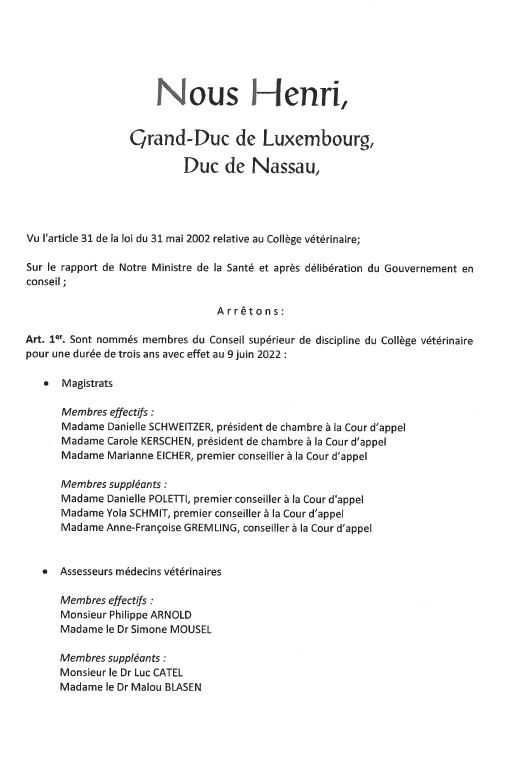 Nous Henri,
Grand-Duc de Luxembourg,
Duc de Nassau,
Vu l'article 31 de la loi du 31 mai 2002 relative au Collège vétérinaire;
Sur le rapport de Notre Ministre de la Santé et après délibération du Gouvernement en
conseil ;
Arrêtons:
Art. 1er. Sont nommés membres du Conseil supérieur de discipline du Collège vétérinaire
pour une durée de trois ans avec effet au 9 juin 2022 :
• Magistrats
Membres effectifs :
Madame Danielle SCHWEITZER, président de chambre à la Cour d'appel
Madame Carole KERSCHEN, président de chambre à la Cour d'appel
Madame Marianne EICHER, premier conseiller à la Cour d'appel
Membres suppléants :
Madame Danielle POLETTI, premier conseiller à la Cour d'appel
Madame Yola SCHMIT, premier conseiller à la Cour d'appel
Madame Anne-Françoise GREMLING, conseiller à la Cour d'appel
• Assesseurs médecins vétérinaires
Membres effectifs :
Monsieur Philippe ARNOLD
Madame le Dr Simone MOUSEL
Membres suppléants :
Monsieur le Dr Luc CATEL
Madame le Dr Malou BLASEN